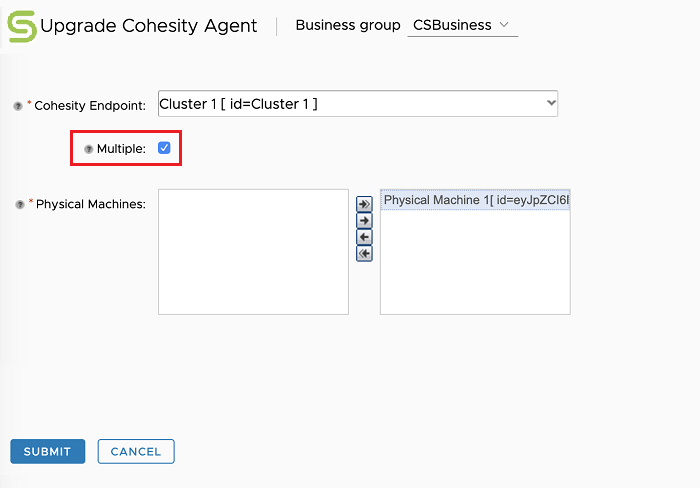 Upgrade Cohesity Agent
Business group CSBusiness
* Cohesity Endpoint: Cluster 1 [ id=Cluster 1 ]
Multiple:
* Physical Machines:
Physical Machine 1[ id=eyJpZCI6I
SUBMIT CANCEL